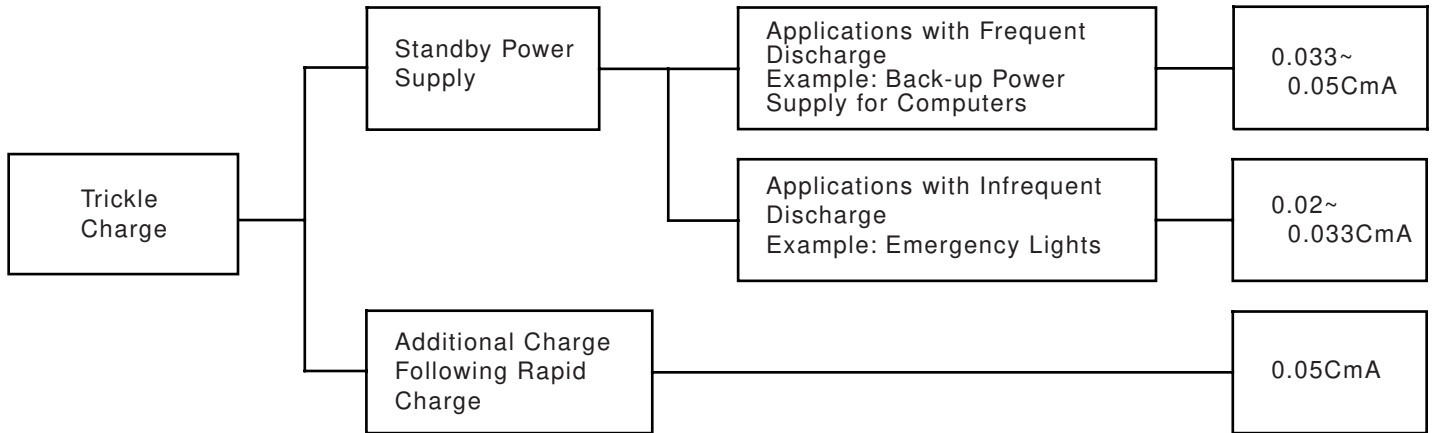 Trickle
Charge
Standby Power
Supply
Applications with Frequent
Discharge
Example: Back-up Power
Supply for Computers
0.033~
0.05CmA
Applications with Infrequent
Discharge
Example: Emergency Lights
0.02~
0.033CmA
Additional Charge
Following Rapid
Charge
0.05CmA